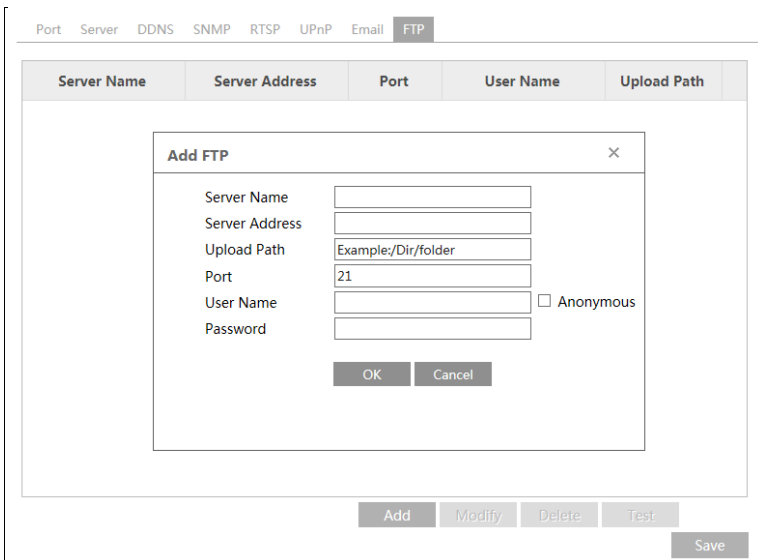 Port Server DDNS SNMP RTSP UPnP Email FTP
Server Name Server Address Port User Name Upload Path
Add FTP ×
Server Name
Server Address
Upload Path Example:/Dir/folder
Port 21
User Name Anonymous
Password
OK Cancel
Add Modify Delete Test
Save